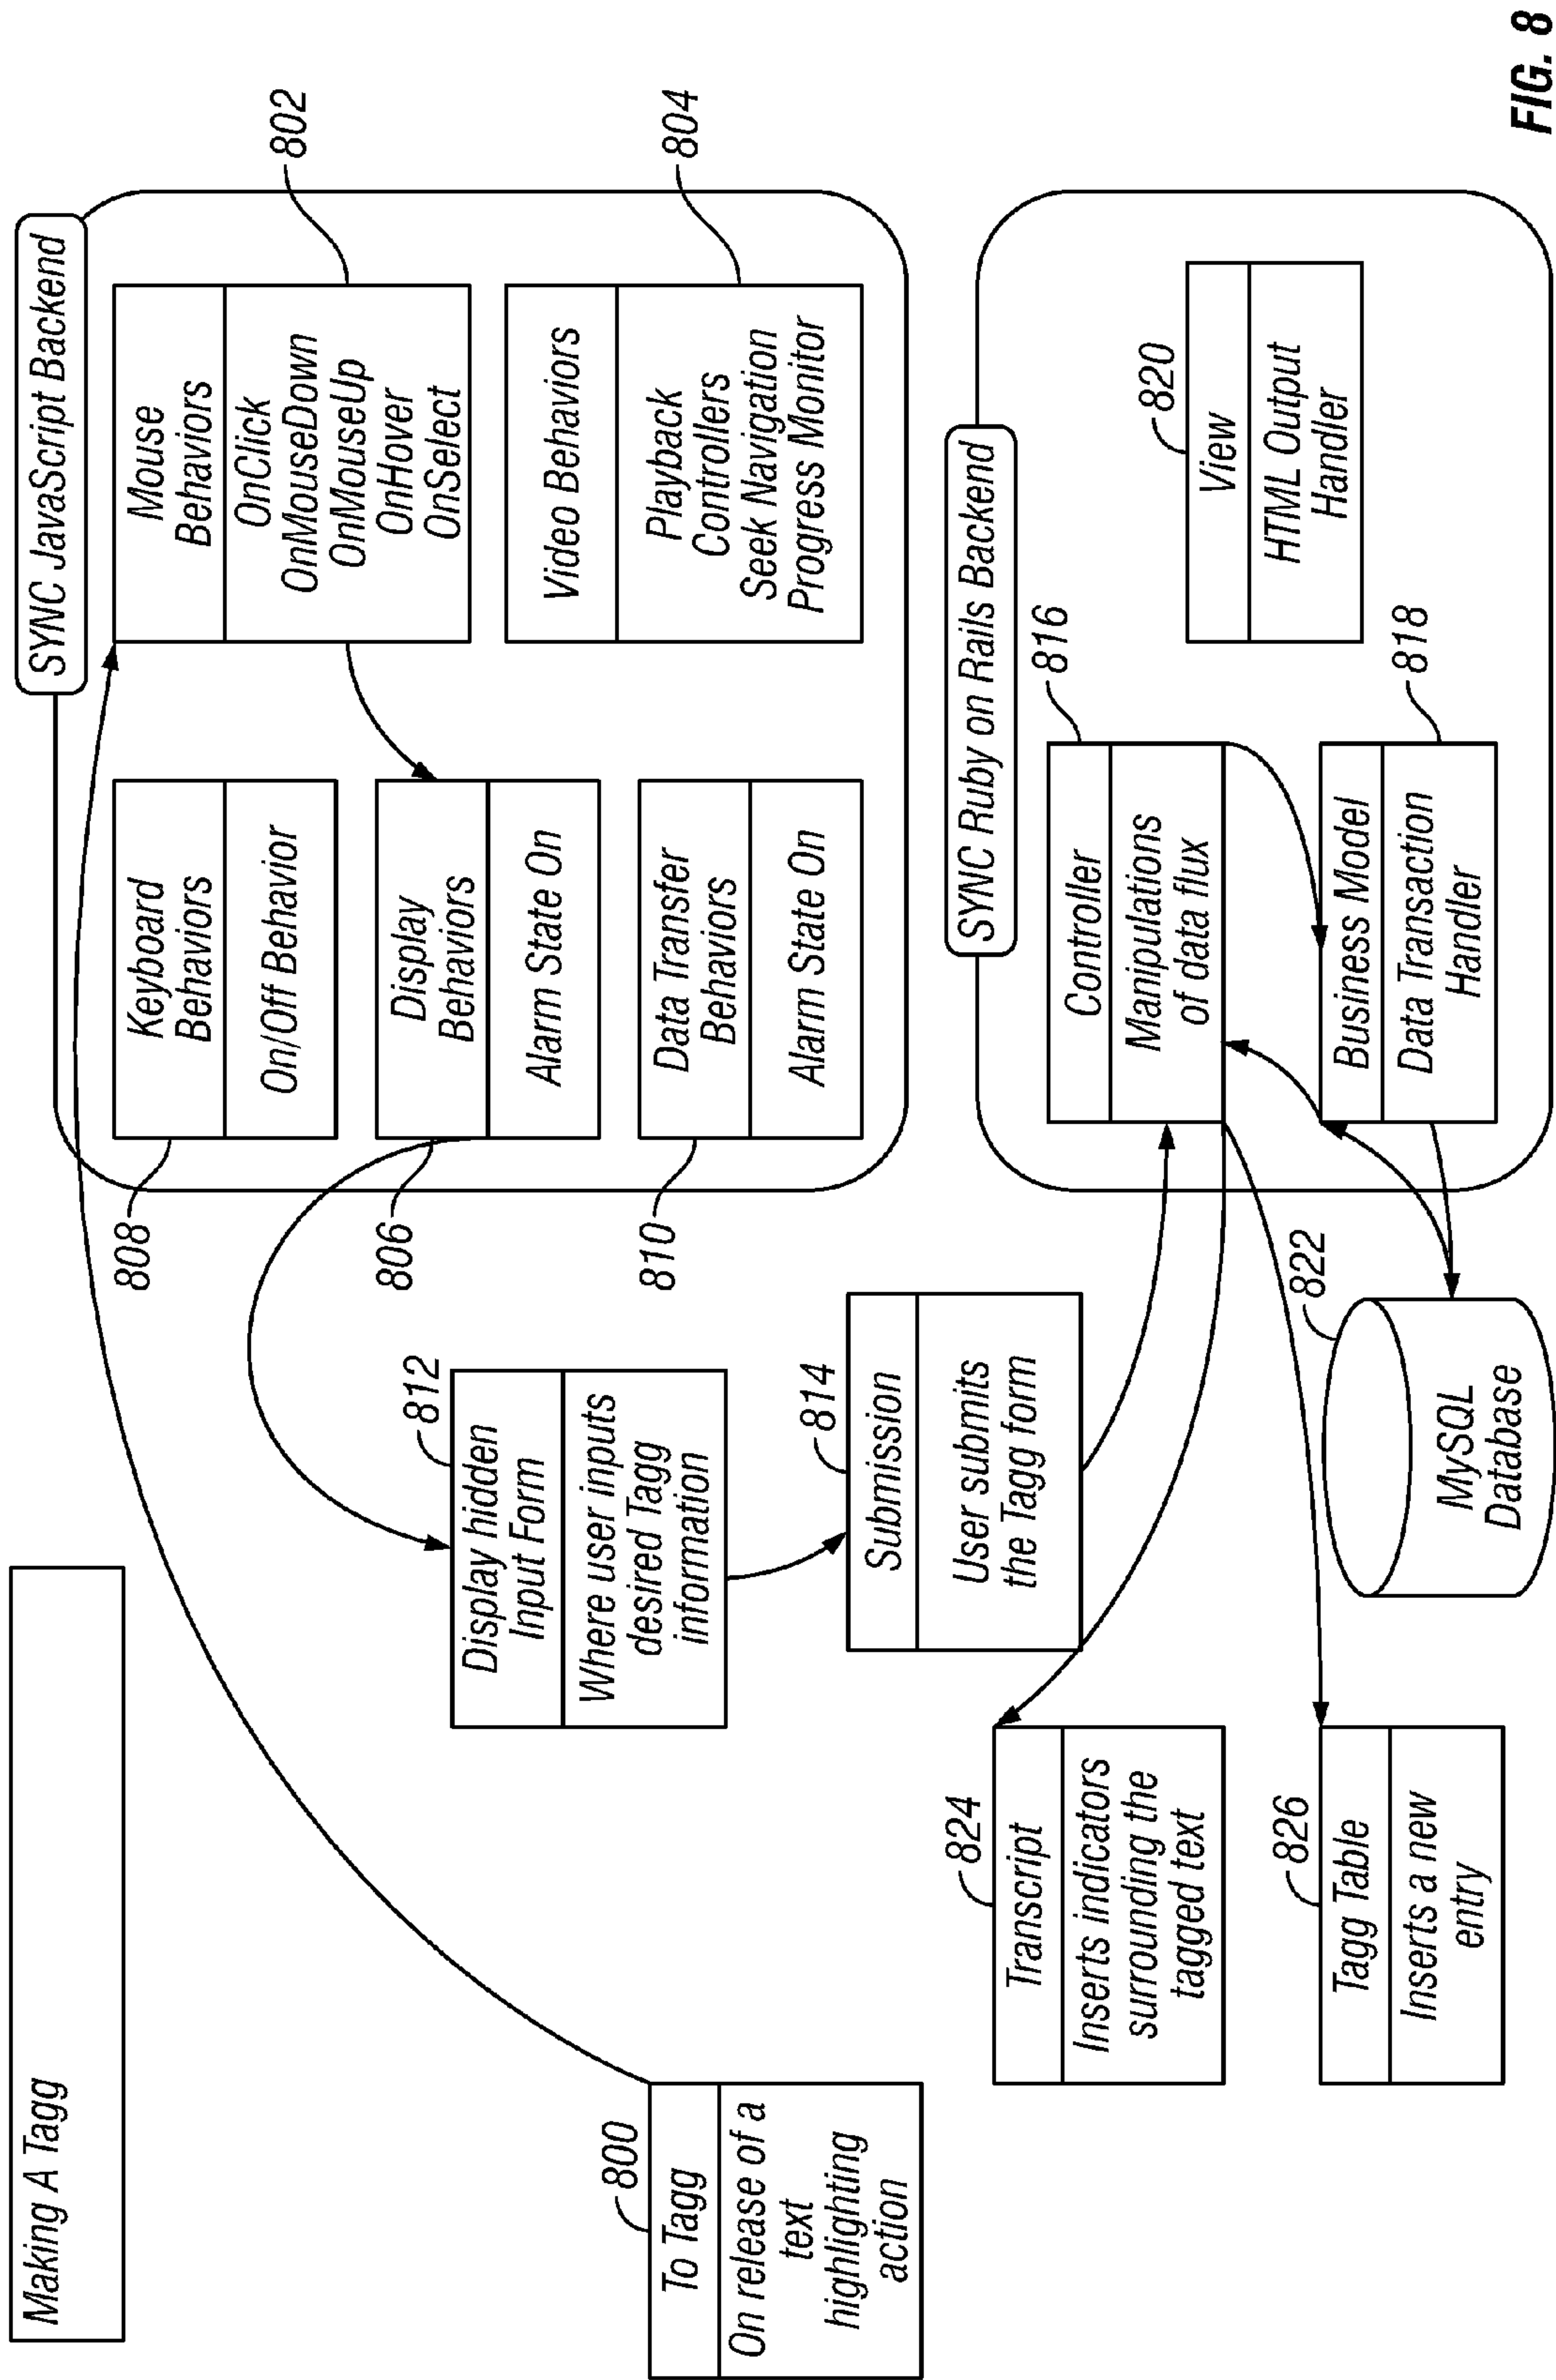 Making A Tagg
SYNC JavaScript Backend
808
Keyboard
Behaviors
On/Off Behavior
Mouse
Behaviors
OnClick
OnMouseDown
OnMouseUp
OnHover
OnSelect
802
806
Display
Behaviors
Alarm State On
Video Behaviors
Playback
Controllers
Seek Navigation
Progress Monitor
804
810
Data Transfer
Behaviors
Alarm State On
812
Display hidden
Input Form
Where user inputs
desired Tagg
information
800
To Tagg
On release of a
text
highlighting
action
814
Submission
User submits
the Tagg form
SYNC Ruby on Rails Backend
816
Controller
Manipulations
of data flux
820
View
HTML Output
Handler
818
Business Model
Data Transaction
Handler
824
Transcript
Inserts indicators
surrounding the
tagged text
826
Tagg Table
Inserts a new
entry
822
MySQL
Database
FIG. 8